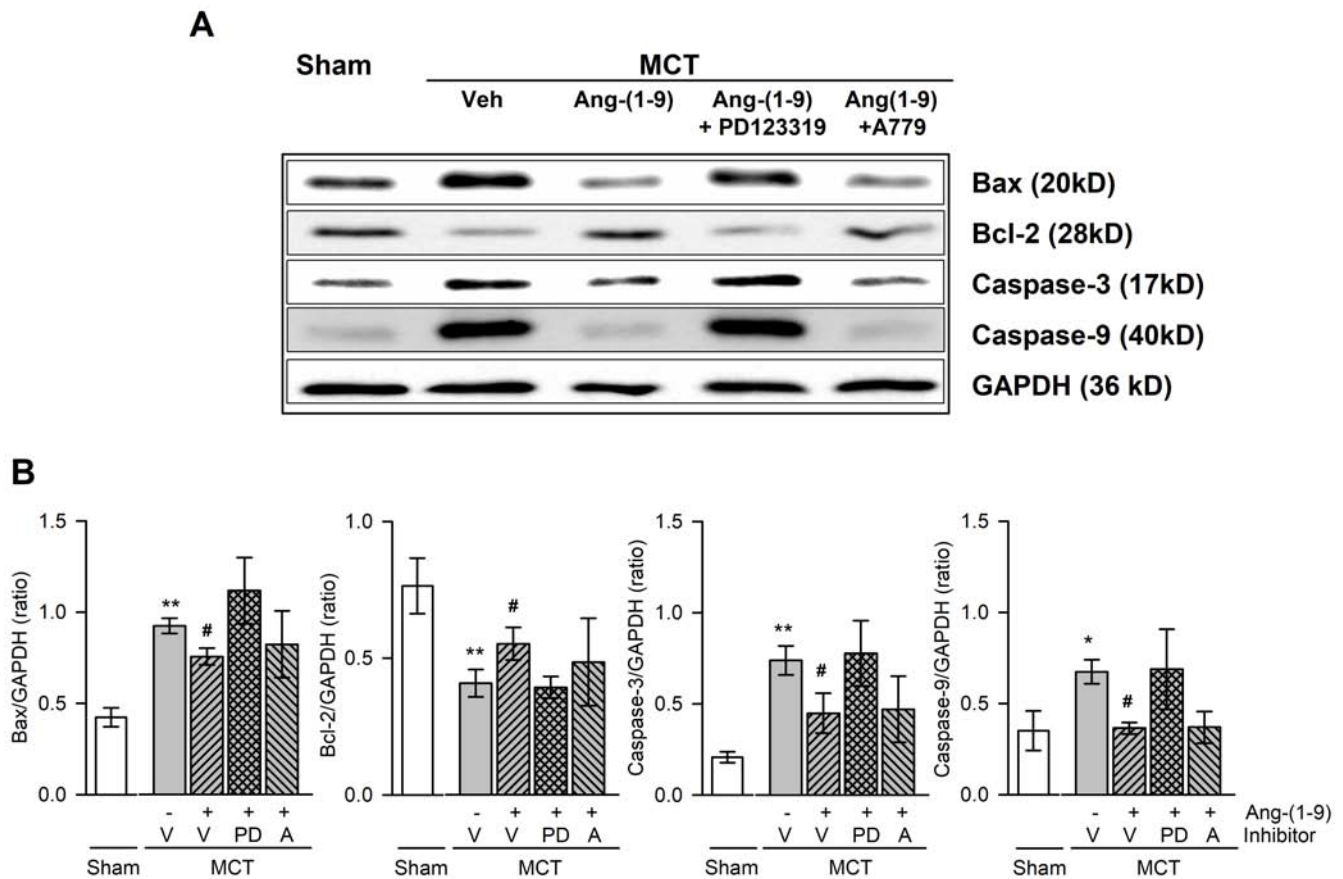 A
Sham
MCT
Veh
Ang-(1-9)
Ang-(1-9)
+ PD123319
Ang(1-9)
+A779
Bax (20kD)
Bcl-2 (28kD)
Caspase-3 (17kD)
Caspase-9 (40kD)
GAPDH (36 kD)
B
Bax/GAPDH (ratio)
1.5
1.0
0.5
0.0
**
#
- + + +
V V PD A
Sham MCT
Bcl-2/GAPDH (ratio)
1.0
0.5
0.0
**
#
- + + +
V V PD A
Sham MCT
Caspase-3/GAPDH (ratio)
1.5
1.0
0.5
0.0
**
#
- + + +
V V PD A
Sham MCT
Caspase-9/GAPDH (ratio)
1.5
1.0
0.5
0.0
*
#
- + + + Ang-(1-9)
V V PD A Inhibitor
Sham MCT